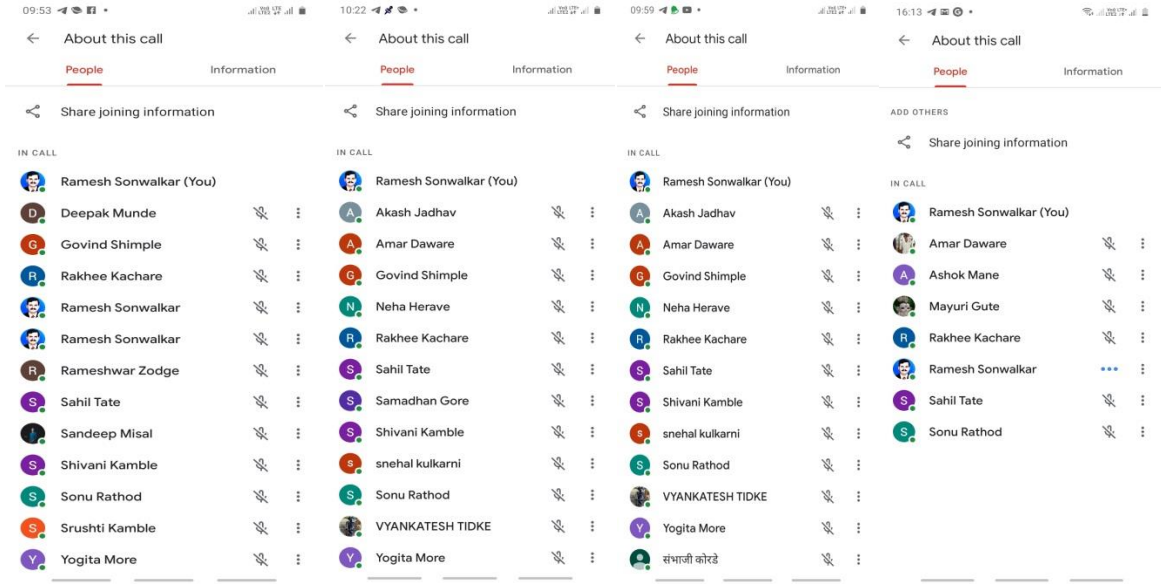 09:53
About this call
People Information
Share joining information
IN CALL
Ramesh Sonwalkar (You)
D Deepak Munde
G Govind Shimple
R Rakhee Kachare
Ramesh Sonwalkar
Ramesh Sonwalkar
R Rameshwar Zodge
S Sahil Tate
Sandeep Misal
S Shivani Kamble
S Sonu Rathod
S Srushti Kamble
Y Yogita More
10:22
About this call
People Information
Share joining information
IN CALL
Ramesh Sonwalkar (You)
A Akash Jadhav
A Amar Daware
G Govind Shimple
N Neha Herave
R Rakhee Kachare
S Sahil Tate
S Samadhan Gore
S Shivani Kamble
s snehal kulkarni
S Sonu Rathod
VYANKATESH TIDKE
Y Yogita More
09:59
About this call
People Information
Share joining information
IN CALL
Ramesh Sonwalkar (You)
A Akash Jadhav
A Amar Daware
G Govind Shimple
N Neha Herave
R Rakhee Kachare
S Sahil Tate
S Shivani Kamble
s snehal kulkarni
S Sonu Rathod
VYANKATESH TIDKE
Y Yogita More
संभाजी कोरडे
16:13
About this call
People Information
ADD OTHERS
Share joining information
IN CALL
Ramesh Sonwalkar (You)
Amar Daware
A Ashok Mane
Mayuri Gute
R Rakhee Kachare
Ramesh Sonwalkar
S Sahil Tate
S Sonu Rathod